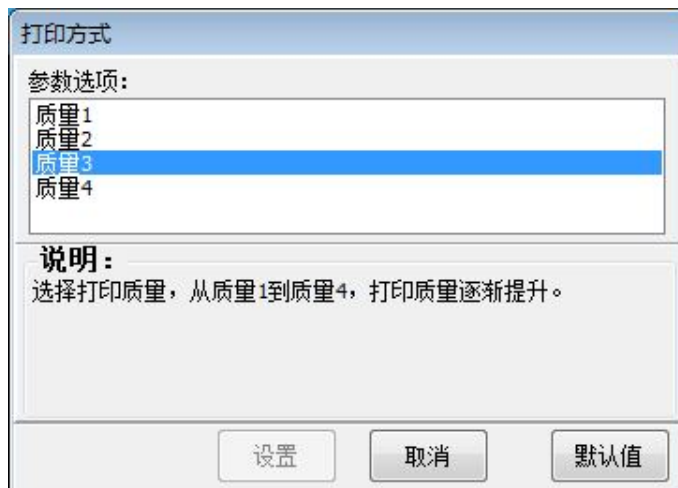 打印方式
参数选项:
质量1
质量2
质量3
质量4
说明:
选择打印质量，从质量1到质量4，打印质量逐渐提升。
设置
取消
默认值